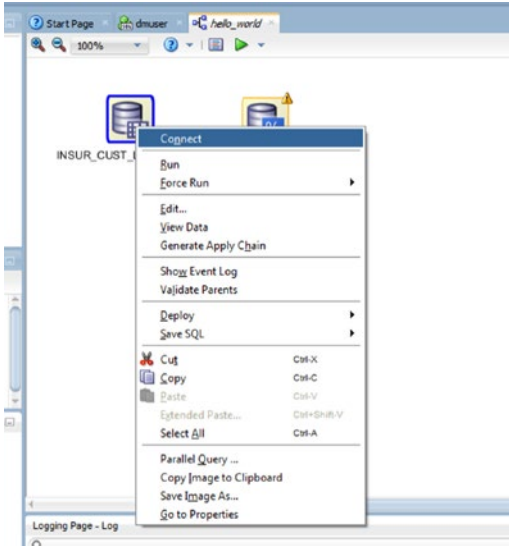 Start Page
dmuser
hello_world
100%
INSUR_CUST_
Connect
Run
Force Run
Edit...
View Data
Generate Apply Chain
Show Event Log
Validate Parents
Deploy
Save SQL
Cut Ctrl-X
Copy Ctrl-C
Paste Ctrl-V
Extended Paste... Ctrl+Shift-V
Select All Ctrl-A
Parallel Query ...
Copy Image to Clipboard
Save Image As...
Go to Properties
Logging Page - Log